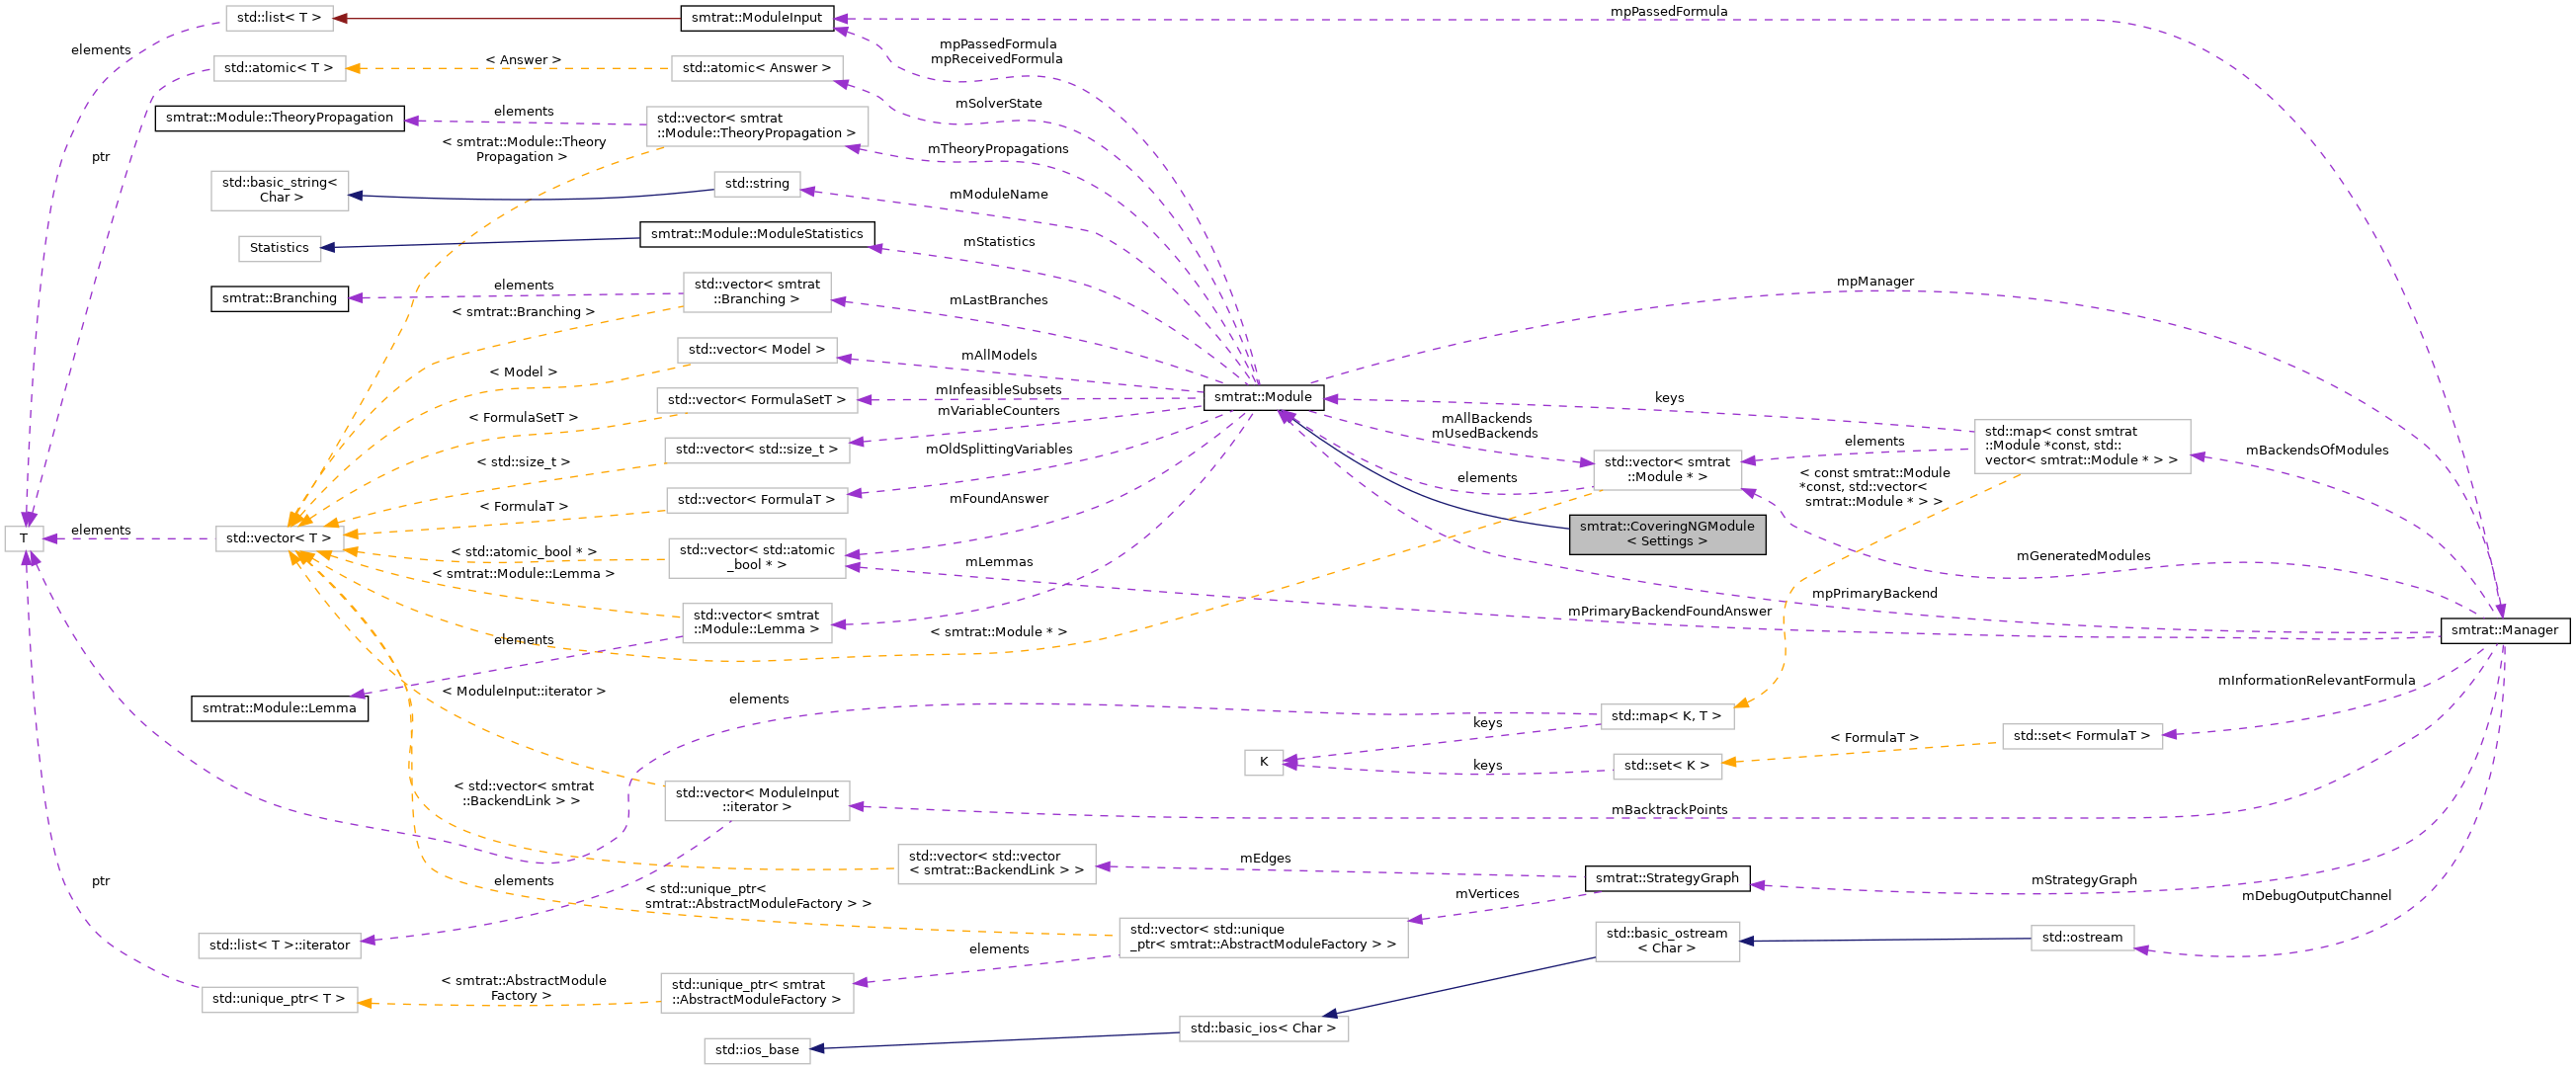 std::list< T >
smtrat::ModuleInput
mpPassedFormula
elements
mpPassedFormula
mpReceivedFormula
std::atomic< T >
< Answer >
std::atomic< Answer >
mSolverState
smtrat::Module::TheoryPropagation
elements
std::vector< smtrat
::Module::TheoryPropagation >
< smtrat::Module::Theory
Propagation >
mTheoryPropagations
ptr
std::basic_string<
Char >
std::string
mModuleName
Statistics
smtrat::Module::ModuleStatistics
mStatistics
smtrat::Branching
elements
std::vector< smtrat
::Branching >
mLastBranches
mpManager
< smtrat::Branching >
std::vector< Model >
mAllModels
< Model >
std::vector< FormulaSetT >
mInfeasibleSubsets
smtrat::Module
keys
< FormulaSetT >
mVariableCounters
mAllBackends
mUsedBackends
std::map< const smtrat
::Module *const, std::
vector< smtrat::Module * > >
elements
mBackendsOfModules
std::vector< std::size_t >
< std::size_t >
mOldSplittingVariables
std::vector< smtrat
::Module * >
elements
< const smtrat::Module
*const, std::vector<
smtrat::Module * > >
std::vector< FormulaT >
< FormulaT >
mFoundAnswer
T
elements
std::vector< T >
smtrat::CoveringNGModule
< Settings >
< std::atomic_bool * >
std::vector< std::atomic
_bool * >
mGeneratedModules
mLemmas
< smtrat::Module::Lemma >
mpPrimaryBackend
std::vector< smtrat
::Module::Lemma >
mPrimaryBackendFoundAnswer
< smtrat::Module * >
smtrat::Manager
elements
smtrat::Module::Lemma
< ModuleInput::iterator >
elements
mInformationRelevantFormula
std::map< K, T >
keys
std::set< FormulaT >
< FormulaT >
K
keys
std::set< K >
< std::vector< smtrat
::BackendLink > >
std::vector< ModuleInput
::iterator >
mBacktrackPoints
std::vector< std::vector
< smtrat::BackendLink > >
mEdges
smtrat::StrategyGraph
mStrategyGraph
ptr
elements
< std::unique_ptr<
smtrat::AbstractModuleFactory > >
mVertices
mDebugOutputChannel
std::list< T >::iterator
std::vector< std::unique
_ptr< smtrat::AbstractModuleFactory > >
std::basic_ostream
< Char >
std::ostream
elements
std::unique_ptr< T >
< smtrat::AbstractModule
Factory >
std::unique_ptr< smtrat
::AbstractModuleFactory >
std::basic_ios< Char >
std::ios_base